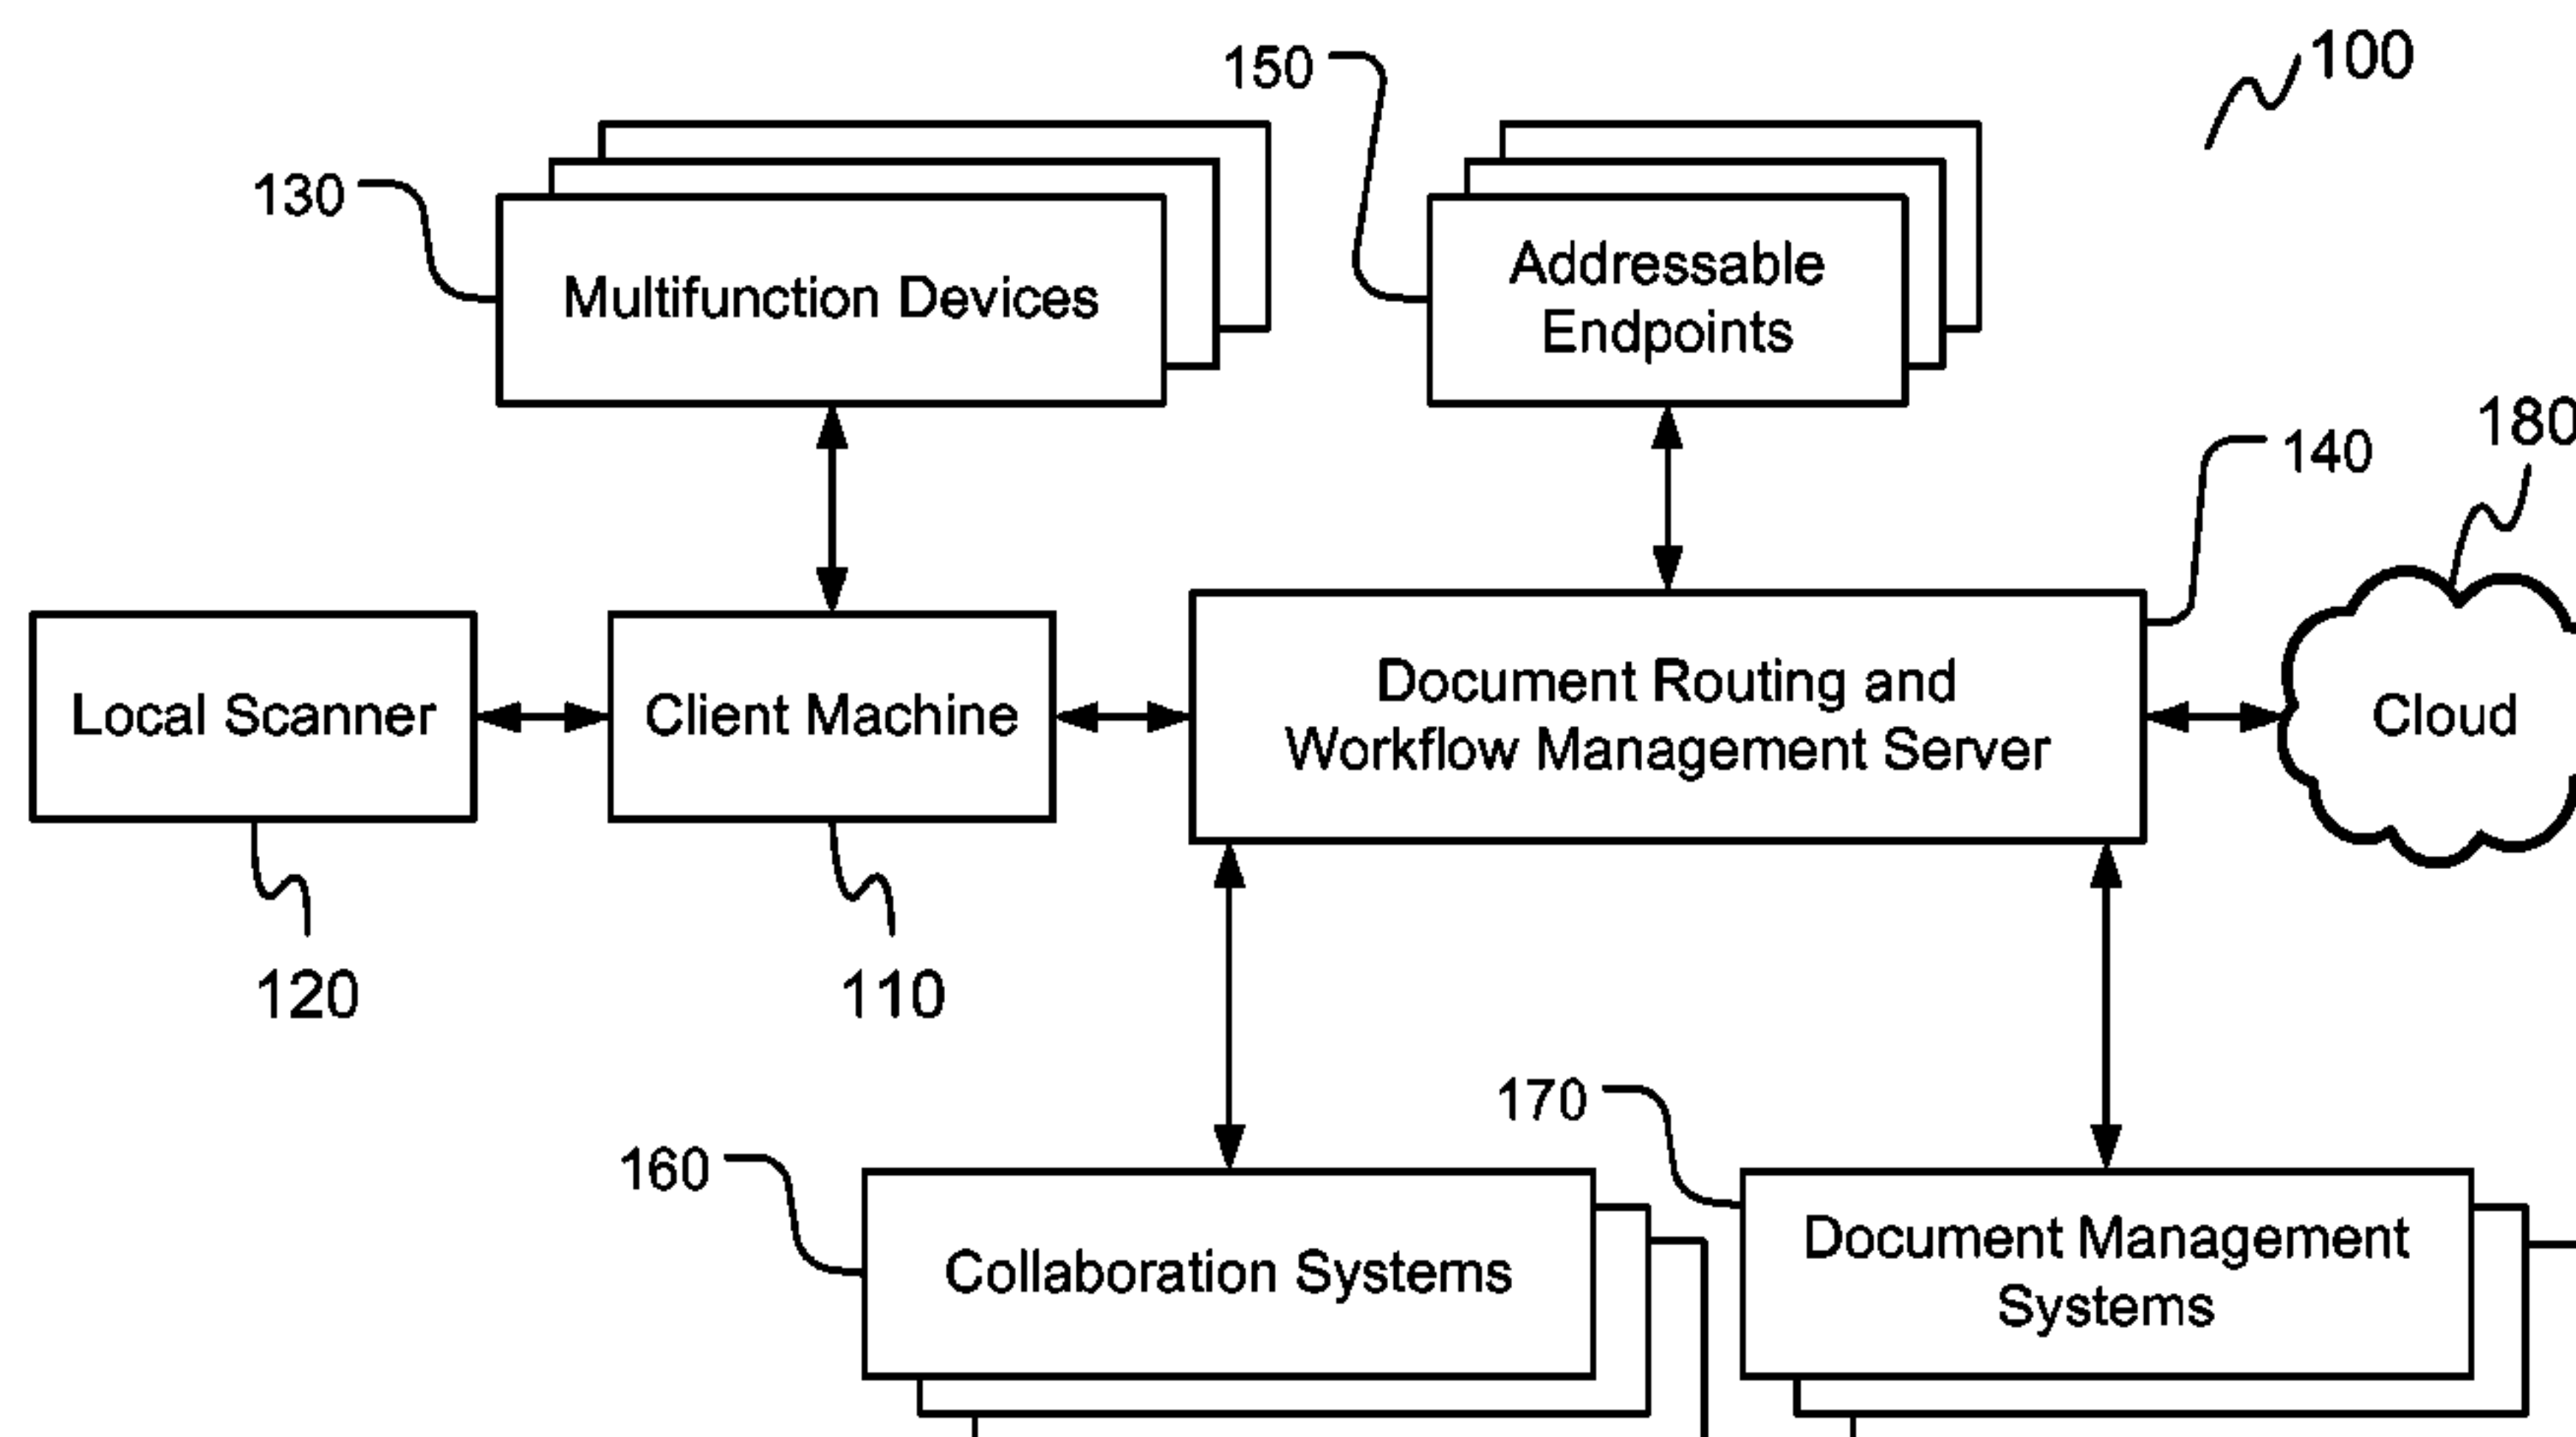 150
100
130
Multifunction Devices
Addressable
Endpoints
180
140
Local Scanner
Client Machine
Document Routing and
Workflow Management Server
Cloud
120
110
170
160
Collaboration Systems
Document Management
Systems